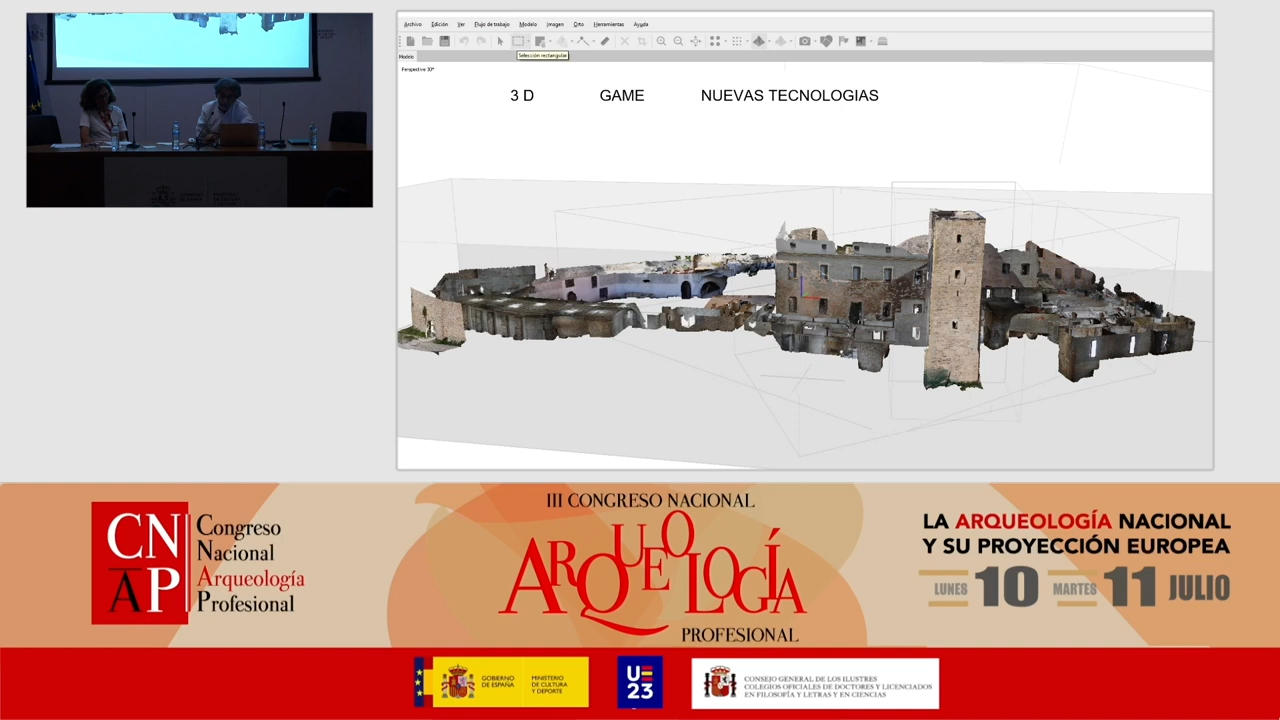 Archivo Edición Ver Flujo de trabajo Modelo Imagen Orto Herramientas Ayuda
Selección rectangular
Modelo
Perspective 30°
3 D GAME NUEVAS TECNOLOGIAS
CNAP
Congreso
Nacional
Arqueología
Profesional
III CONGRESO NACIONAL
ARQUEOLOGÍA
PROFESIONAL
LA ARQUEOLOGÍA NACIONAL
Y SU PROYECCIÓN EUROPEA
LUNES 10 MARTES 11 JULIO
GOBIERNO
DE ESPAÑA
MINISTERIO
DE CULTURA
Y DEPORTE
UE
23
CONSEJO GENERAL DE LOS ILUSTRES
COLEGIOS OFICIALES DE DOCTORES Y LICENCIADOS
EN FILOSOFÍA Y LETRAS Y EN CIENCIAS